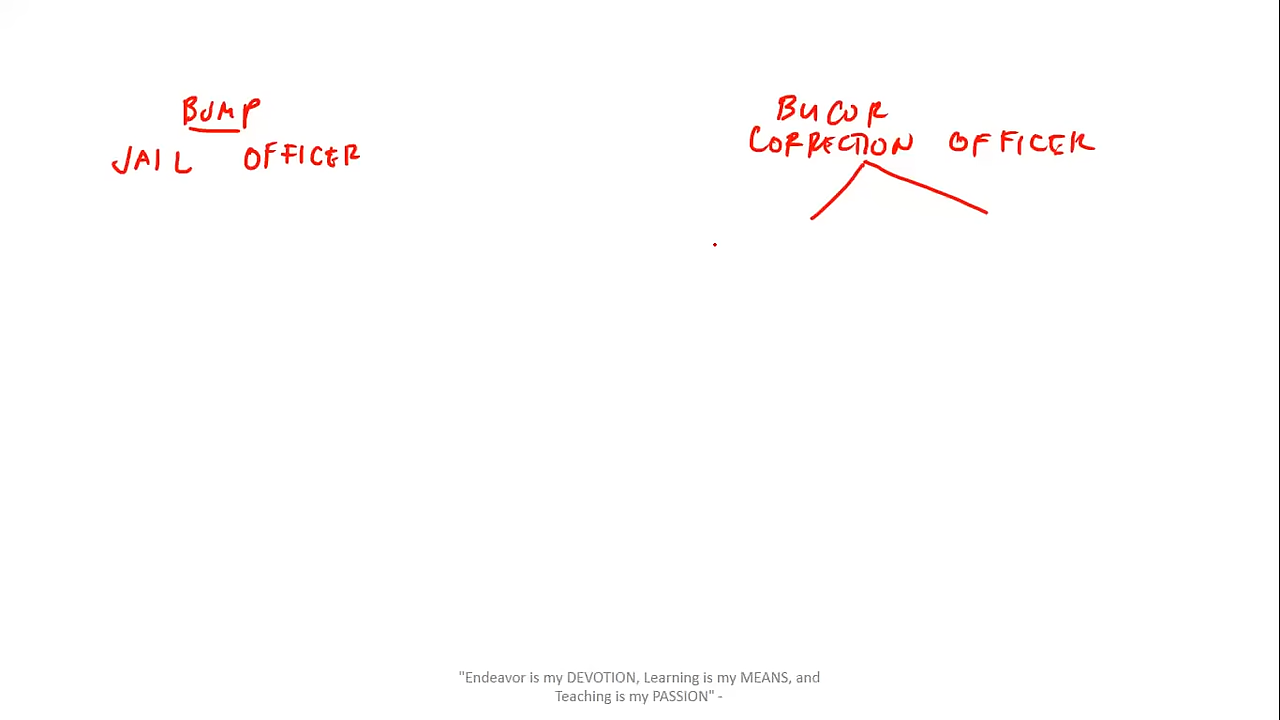 BJMP
JAIL OFFICER
BUCOR
CORRECTION OFFICER
"Endeavor is my DEVOTION, Learning is my MEANS, and
Teaching is my PASSION" -